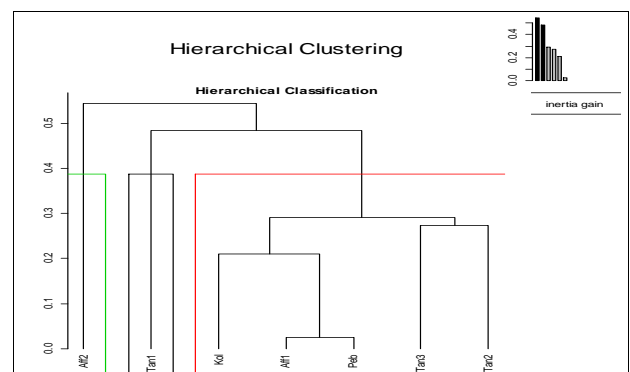 Hierarchical Clustering
0.0 0.2 0.4
inertia gain
Hierarchical Classification
0.5
0.4
0.3
0.2
0.1
0.0
Aff2 Tan1 Kol Aff1 Peb Tan3 Tan2